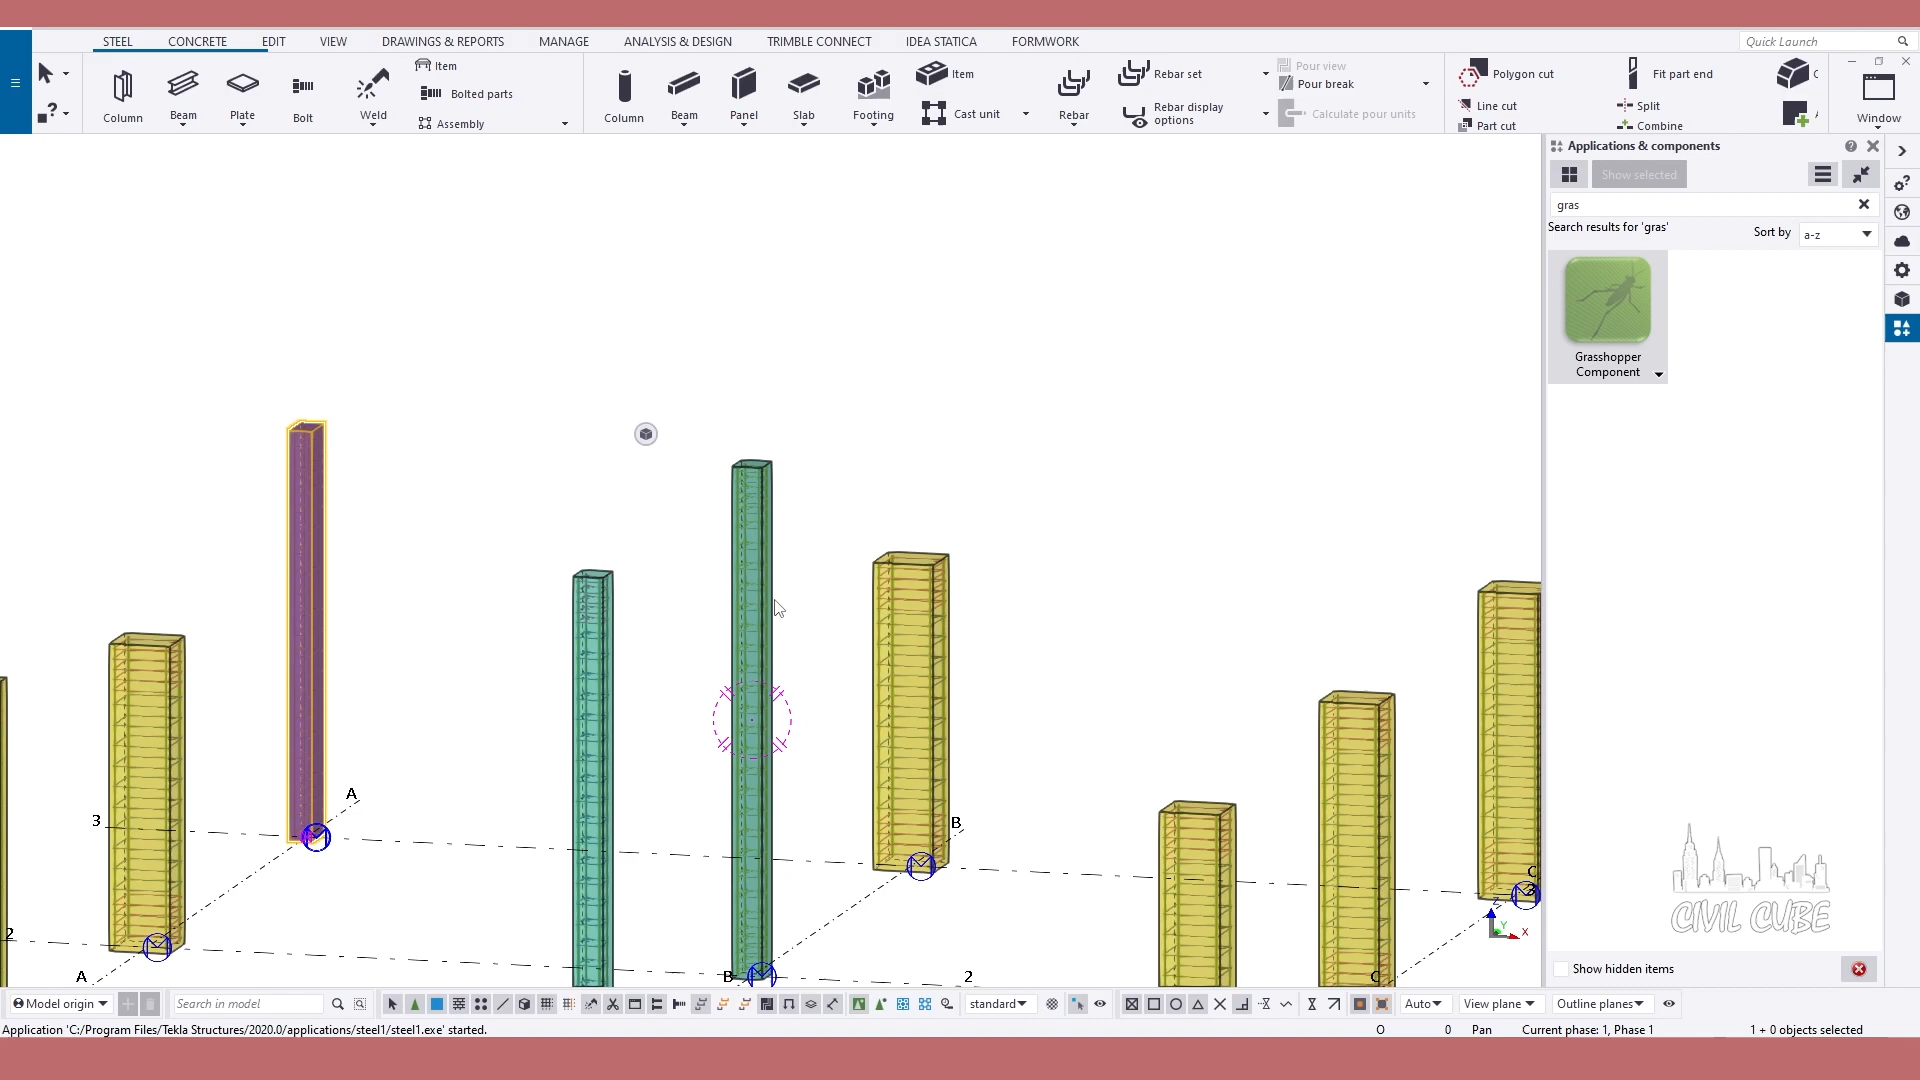 STEEL CONCRETE EDIT VIEW DRAWINGS & REPORTS MANAGE ANALYSIS & DESIGN TRIMBLE CONNECT IDEA STATICA FORMWORK Quick Launch
Column Beam Plate Bolt Weld Item
Bolted parts
Assembly
Column Beam Panel Slab Footing Item
Cast unit
Rebar Rebar set
Rebar display
options
Pour view
Pour break
Calculate pour units
Polygon cut
Line cut
Part cut
Fit part end
Split
Combine
Window
Applications & components
Show selected
gras
Search results for 'gras'
Sort by a-z
Grasshopper
Component
A
3
B
C
3
2
A
B
2
C
Z
Y
X
CIVIL CUBE
Show hidden items
Model origin Search in model standard Auto View plane Outline planes
Application 'C:/Program Files/Tekla Structures/2020.0/applications/steel1/steel1.exe' started. O 0 Pan Current phase: 1, Phase 1 1 + 0 objects selected